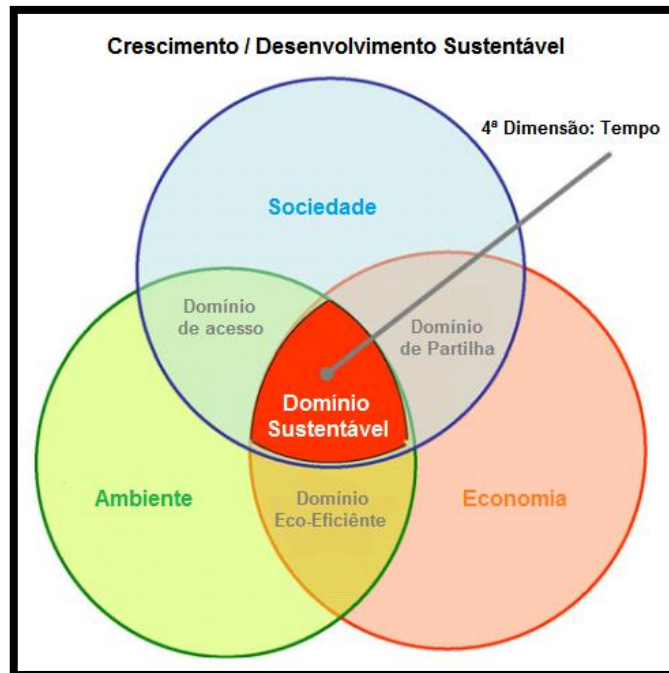 Crescimento / Desenvolvimento Sustentável
4ª Dimensão: Tempo
Sociedade
Domínio
de acesso
Domínio
de Partilha
Domínio
Sustentável
Ambiente
Domínio
Eco-Eficiênte
Economia